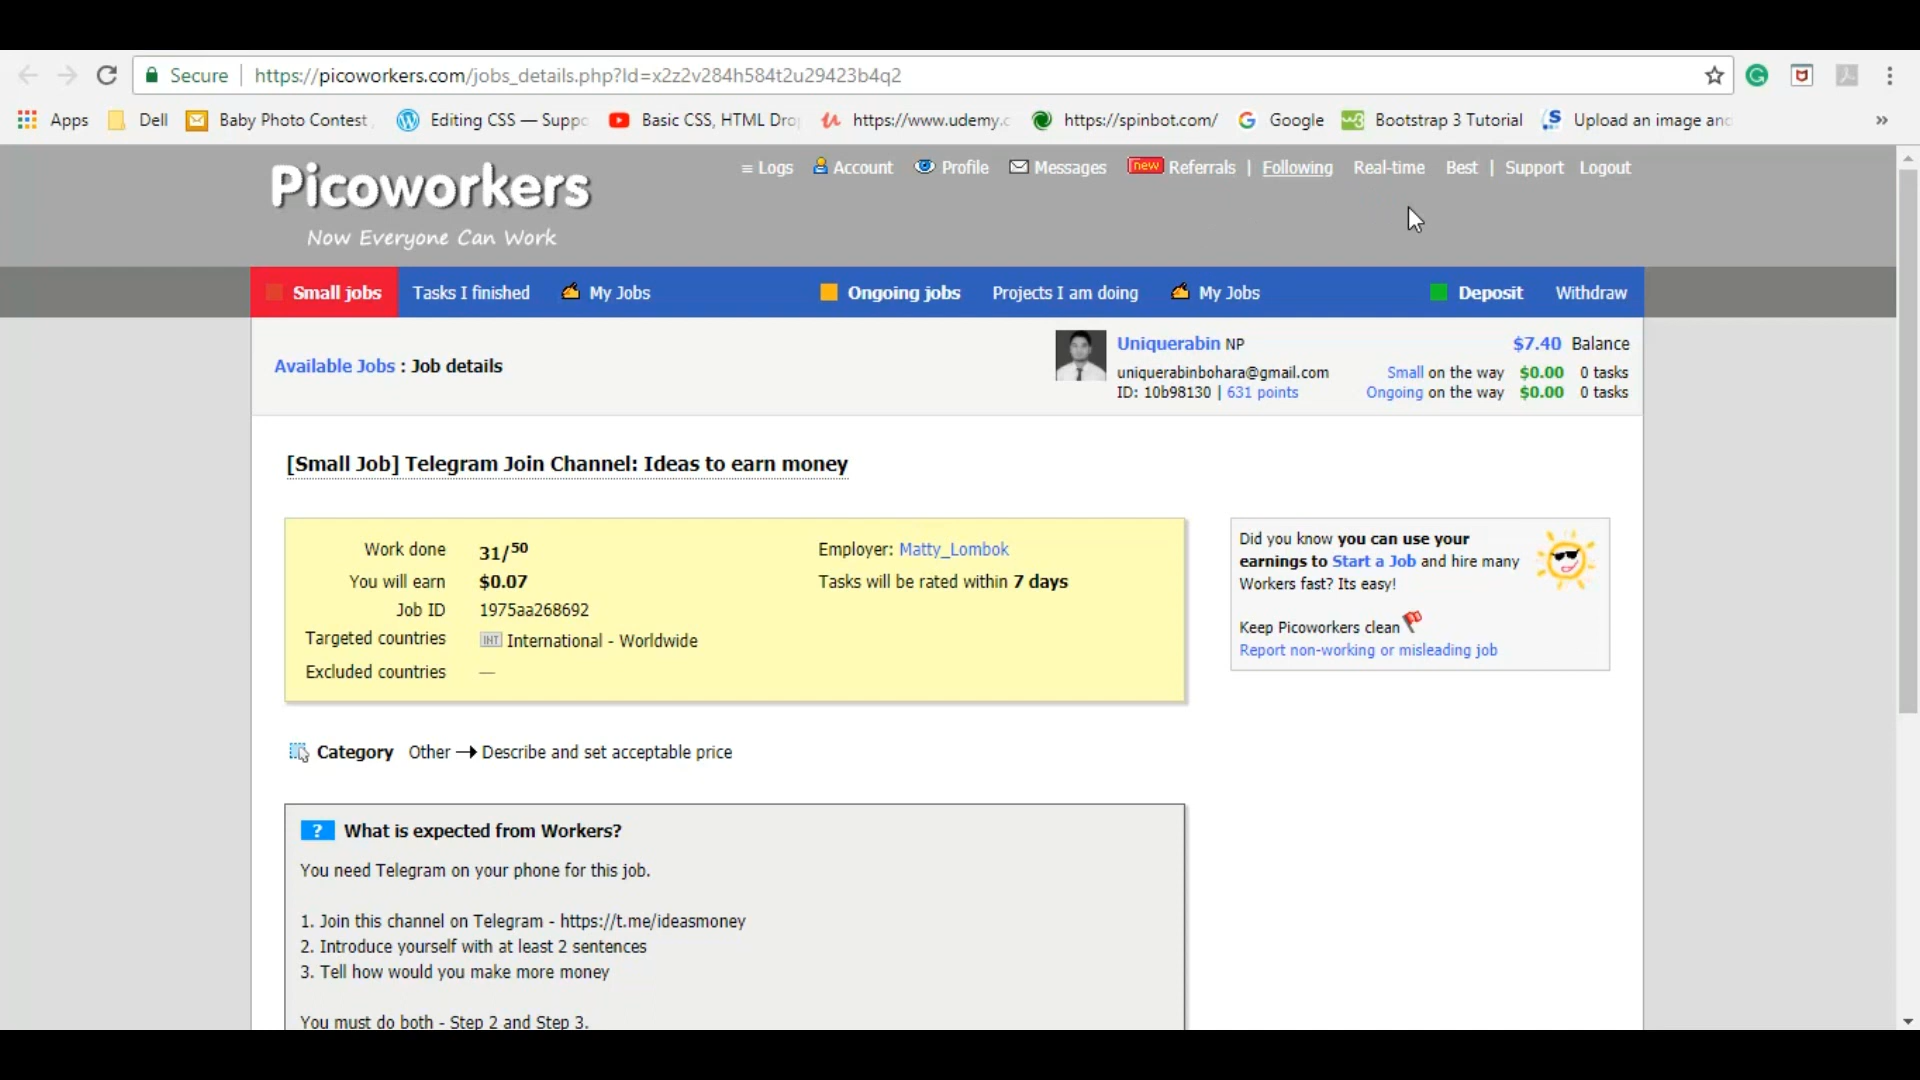 Secure https://picoworkers.com/jobs_details.php?Id=x2z2v284h584t2u29423b4q2
Apps Dell Baby Photo Contest Editing CSS — Suppo Basic CSS, HTML Dro https://www.udemy.c https://spinbot.com/ Google Bootstrap 3 Tutorial Upload an image and »
Picoworkers
Now Everyone Can Work
≡ Logs Account Profile Messages new Referrals | Following Real-time Best | Support Logout
Small jobs Tasks I finished My Jobs Ongoing jobs Projects I am doing My Jobs Deposit Withdraw
Available Jobs : Job details
Uniquerabin NP $7.40 Balance
uniquerabinbohara@gmail.com Small on the way $0.00 0 tasks
ID: 10b98130 | 631 points Ongoing on the way $0.00 0 tasks
[Small Job] Telegram Join Channel: Ideas to earn money
Work done 31/50
You will earn $0.07
Job ID 1975aa268692
Targeted countries INT International - Worldwide
Excluded countries —
Employer: Matty_Lombok
Tasks will be rated within 7 days
Did you know you can use your
earnings to Start a Job and hire many
Workers fast? Its easy!
Keep Picoworkers clean
Report non-working or misleading job
Category Other → Describe and set acceptable price
? What is expected from Workers?
You need Telegram on your phone for this job.
1. Join this channel on Telegram - https://t.me/ideasmoney
2. Introduce yourself with at least 2 sentences
3. Tell how would you make more money
You must do both - Step 2 and Step 3.